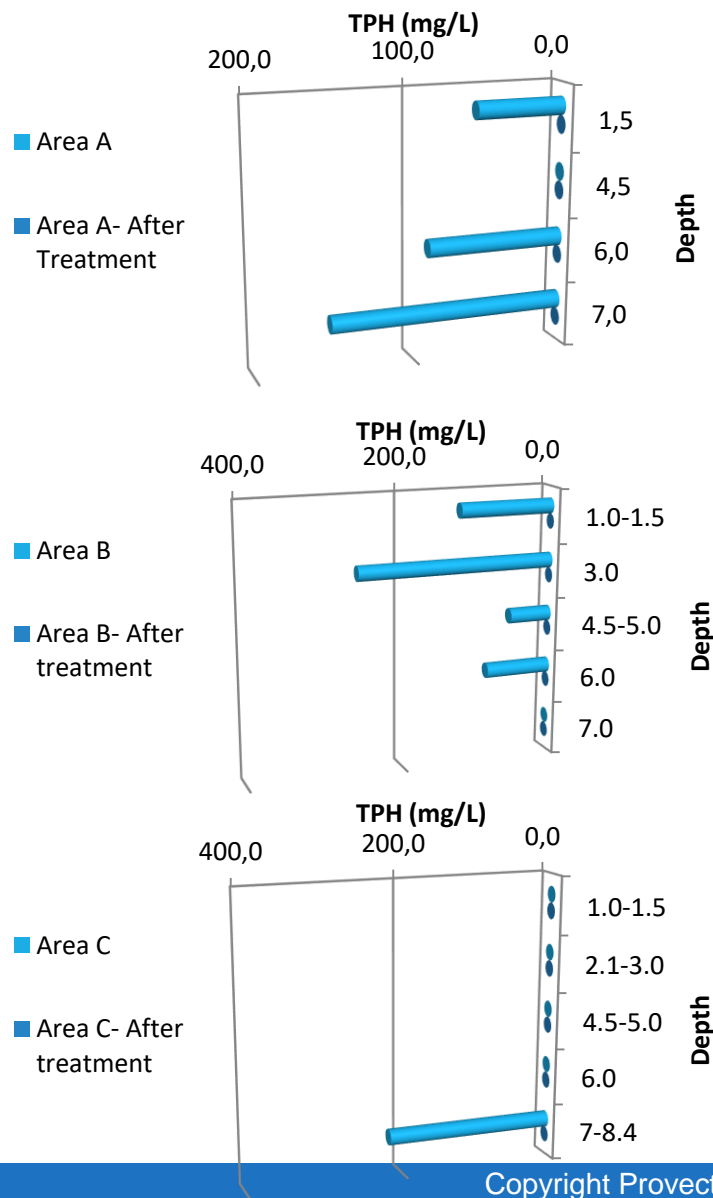 TPH (mg/L)
200,0 100,0 0,0
Area A
Area A- After
Treatment
1,5
4,5
6,0
7,0
Depth
TPH (mg/L)
400,0 200,0 0,0
Area B
Area B- After
treatment
1.0-1.5
3.0
4.5-5.0
6.0
7.0
Depth
TPH (mg/L)
400,0 200,0 0,0
Area C
Area C- After
treatment
1.0-1.5
2.1-3.0
4.5-5.0
6.0
7-8.4
Depth
Copyright Provect